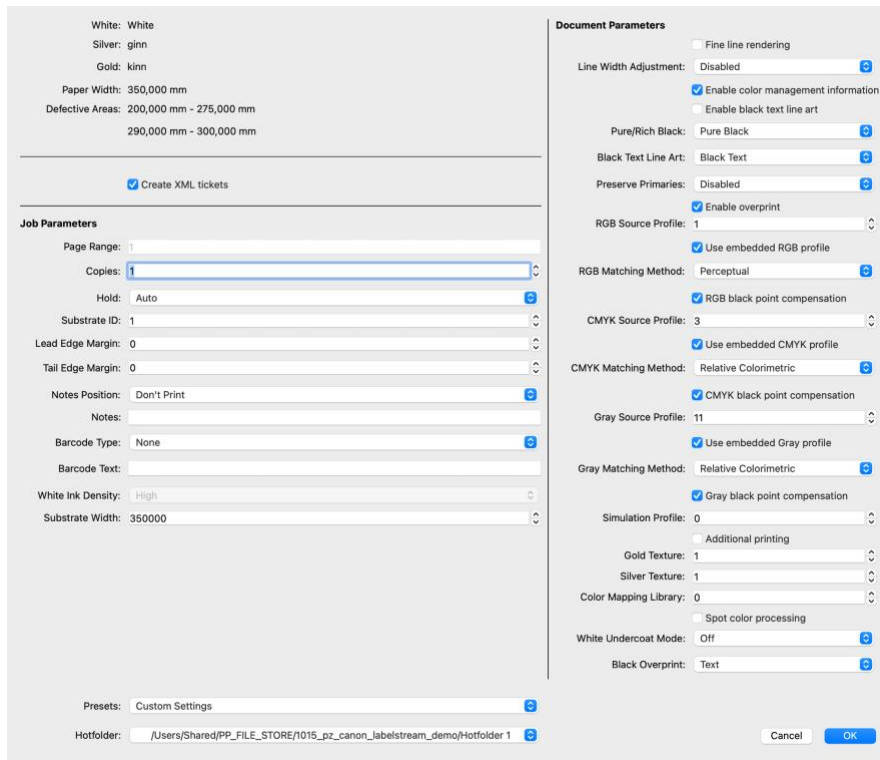 White: White
Silver: ginn
Gold: kinn
Paper Width: 350,000 mm
Defective Areas: 200,000 mm - 275,000 mm
290,000 mm - 300,000 mm
Create XML tickets
Job Parameters
Page Range: 1
Copies: 1
Hold: Auto
Substrate ID: 1
Lead Edge Margin: 0
Tail Edge Margin: 0
Notes Position: Don't Print
Notes:
Barcode Type: None
Barcode Text:
White Ink Density: High
Substrate Width: 350000
Presets: Custom Settings
Hotfolder: /Users/Shared/PP_FILE_STORE/1015_pz_canon_labelstream_demo/Hotfolder 1
Document Parameters
Fine line rendering
Line Width Adjustment: Disabled
Enable color management information
Enable black text line art
Pure/Rich Black: Pure Black
Black Text Line Art: Black Text
Preserve Primaries: Disabled
Enable overprint
RGB Source Profile: 1
Use embedded RGB profile
RGB Matching Method: Perceptual
RGB black point compensation
CMYK Source Profile: 3
Use embedded CMYK profile
CMYK Matching Method: Relative Colorimetric
CMYK black point compensation
Gray Source Profile: 11
Use embedded Gray profile
Gray Matching Method: Relative Colorimetric
Gray black point compensation
Simulation Profile: 0
Additional printing
Gold Texture: 1
Silver Texture: 1
Color Mapping Library: 0
Spot color processing
White Undercoat Mode: Off
Black Overprint: Text
Cancel OK